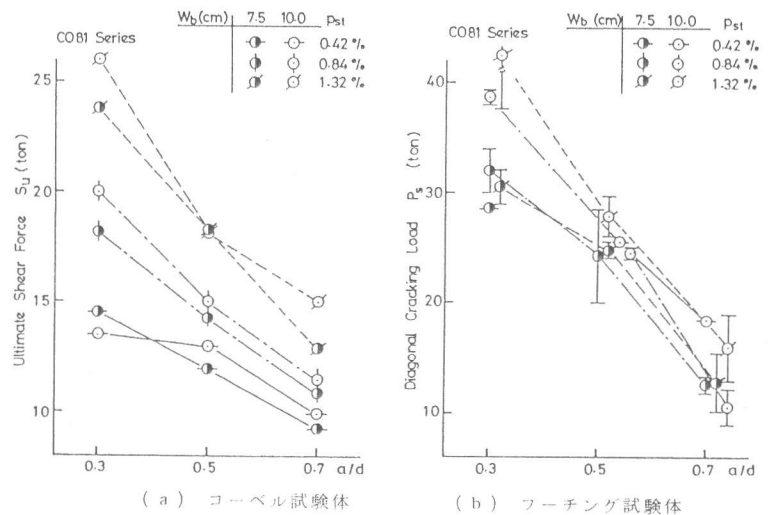 Wb(cm) 7.5 10.0 Pst
CO81 Series
0.42 %
0.84 %
1.32 %
25
20
15
10
Ultimate Shear Force Su (ton)
0.3 0.5 0.7 a/d
(a) コーベル試験体
Wb(cm) 7.5 10.0 Pst
CO81 Series
0.42 %
0.84 %
1.32 %
40
30
20
10
Diagonal Cracking Load Ps (ton)
0.3 0.5 0.7 a/d
(b) フーチング試験体